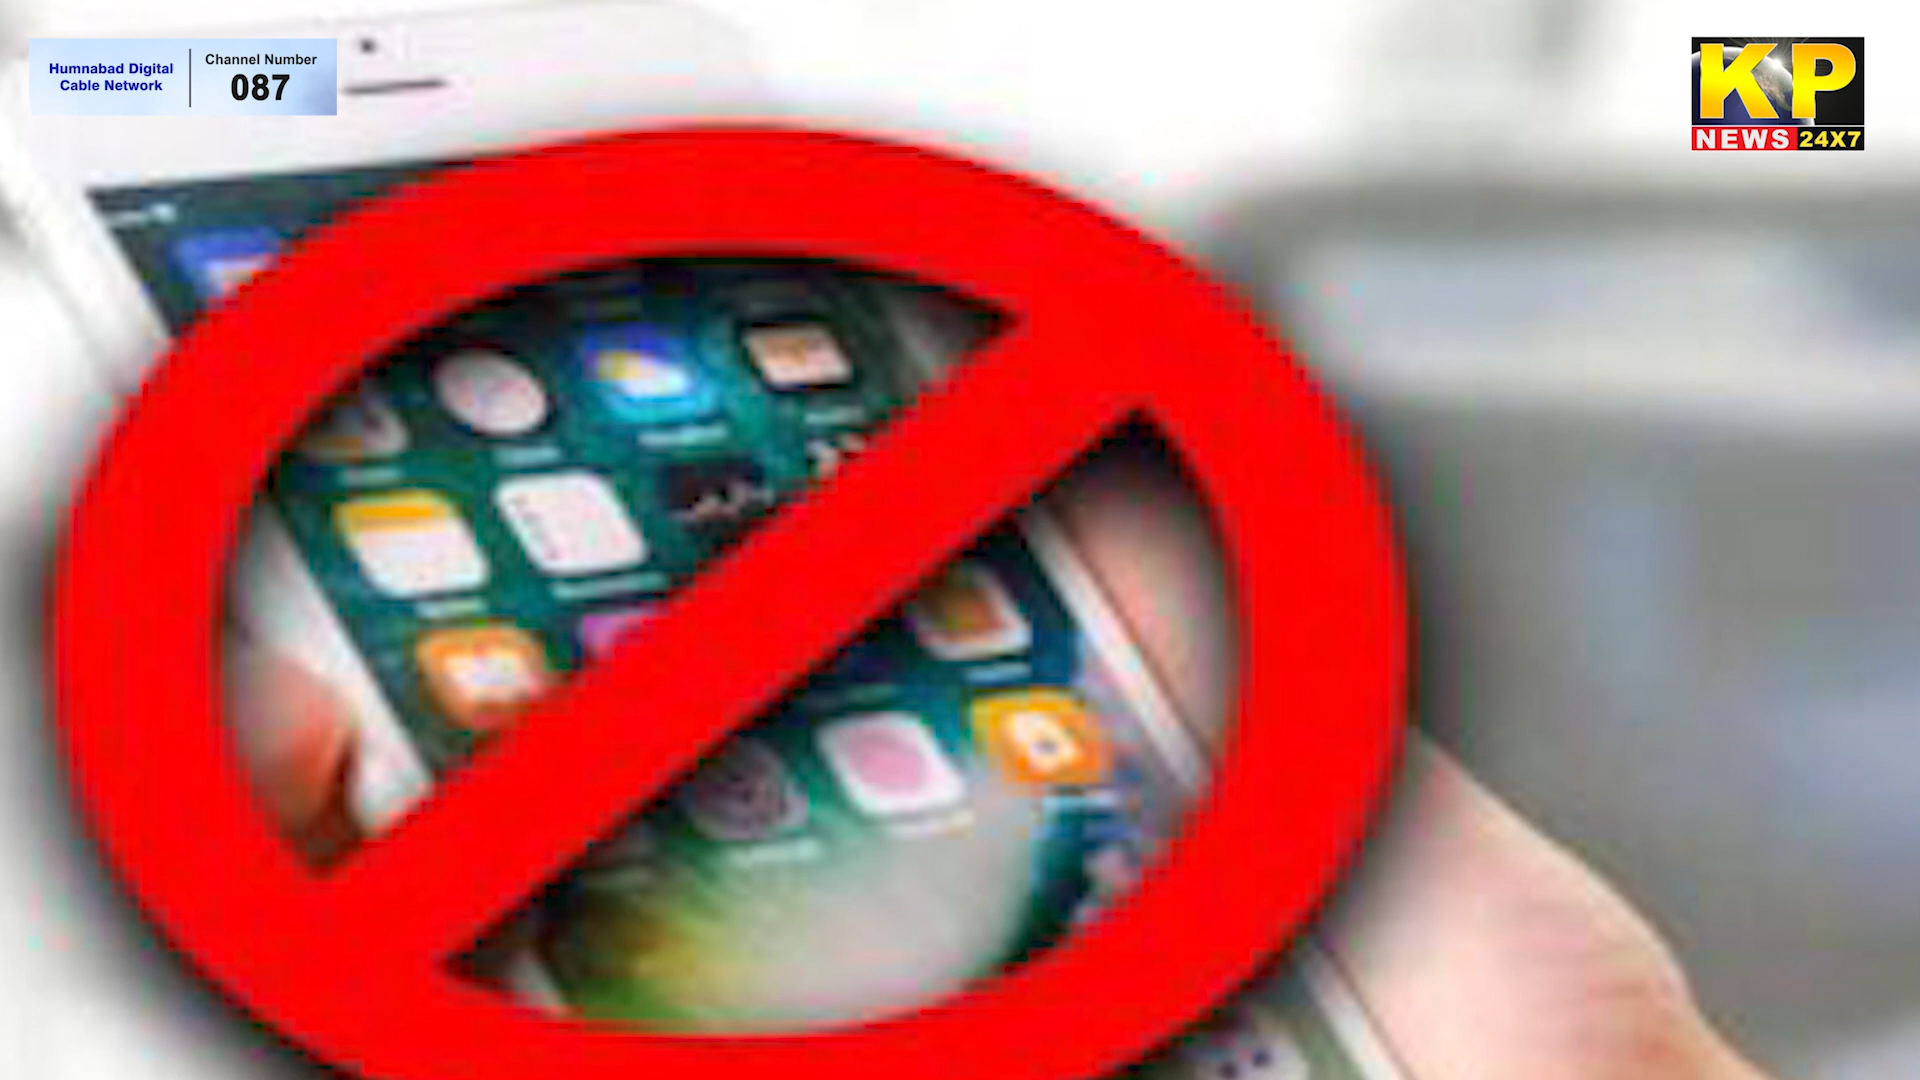 Humnabad Digital
Cable Network
Channel Number
087
KP
NEWS 24X7